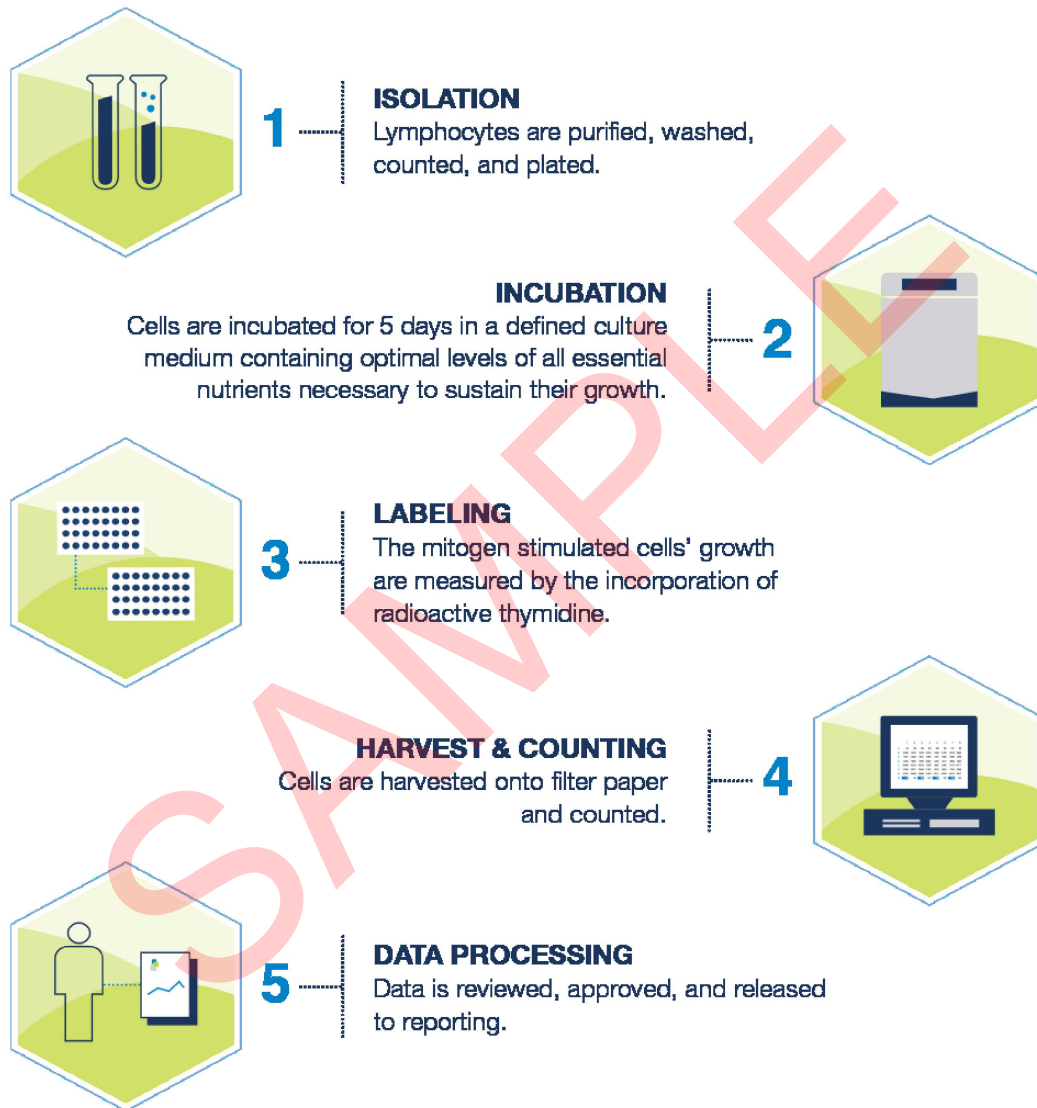 1
ISOLATION
Lymphocytes are purified, washed,
counted, and plated.
INCUBATION
Cells are incubated for 5 days in a defined culture
medium containing optimal levels of all essential
nutrients necessary to sustain their growth.
2
3
LABELING
The mitogen stimulated cells’ growth
are measured by the incorporation of
radioactive thymidine.
HARVEST & COUNTING
Cells are harvested onto filter paper
and counted.
4
5
DATA PROCESSING
Data is reviewed, approved, and released
to reporting.
SAMPLE